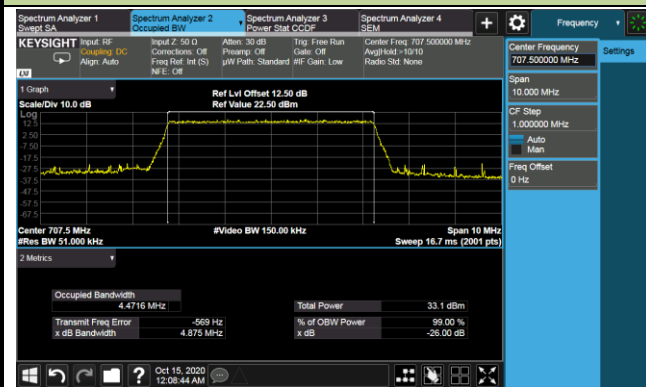 Spectrum Analyzer 1
Swept SA
Spectrum Analyzer 2
Occupied BW
Spectrum Analyzer 3
Power Stat CCDF
Spectrum Analyzer 4
SEM
+
Frequency
KEYSIGHT
Input: RF
Coupling: DC
Align: Auto
Input Z: 50 Ω
Corrections: Off
Freq Ref: Int (S)
NFE: Off
Atten: 30 dB
Preamp: Off
µW Path: Standard
Trig: Free Run
Gate: Off
#IF Gain: Low
Center Freq: 707.500000 MHz
Avg|Hold:>10/10
Radio Std: None
LXI
Center Frequency
707.500000 MHz
Settings
Span
10.000 MHz
CF Step
1.000000 MHz
Auto
Man
Freq Offset
0 Hz
1 Graph
Scale/Div 10.0 dB
Ref Lvl Offset 12.50 dB
Ref Value 22.50 dBm
Log
12.5
2.50
-7.50
-17.5
-27.5
-37.5
-47.5
-57.5
-67.5
Center 707.5 MHz
#Res BW 51.000 kHz
#Video BW 150.00 kHz
Span 10 MHz
Sweep 16.7 ms (2001 pts)
2 Metrics
Occupied Bandwidth
4.4716 MHz
Total Power 33.1 dBm
Transmit Freq Error -569 Hz
% of OBW Power 99.00 %
x dB Bandwidth 4.875 MHz
x dB -26.00 dB
?
Oct 15, 2020
12:08:44 AM